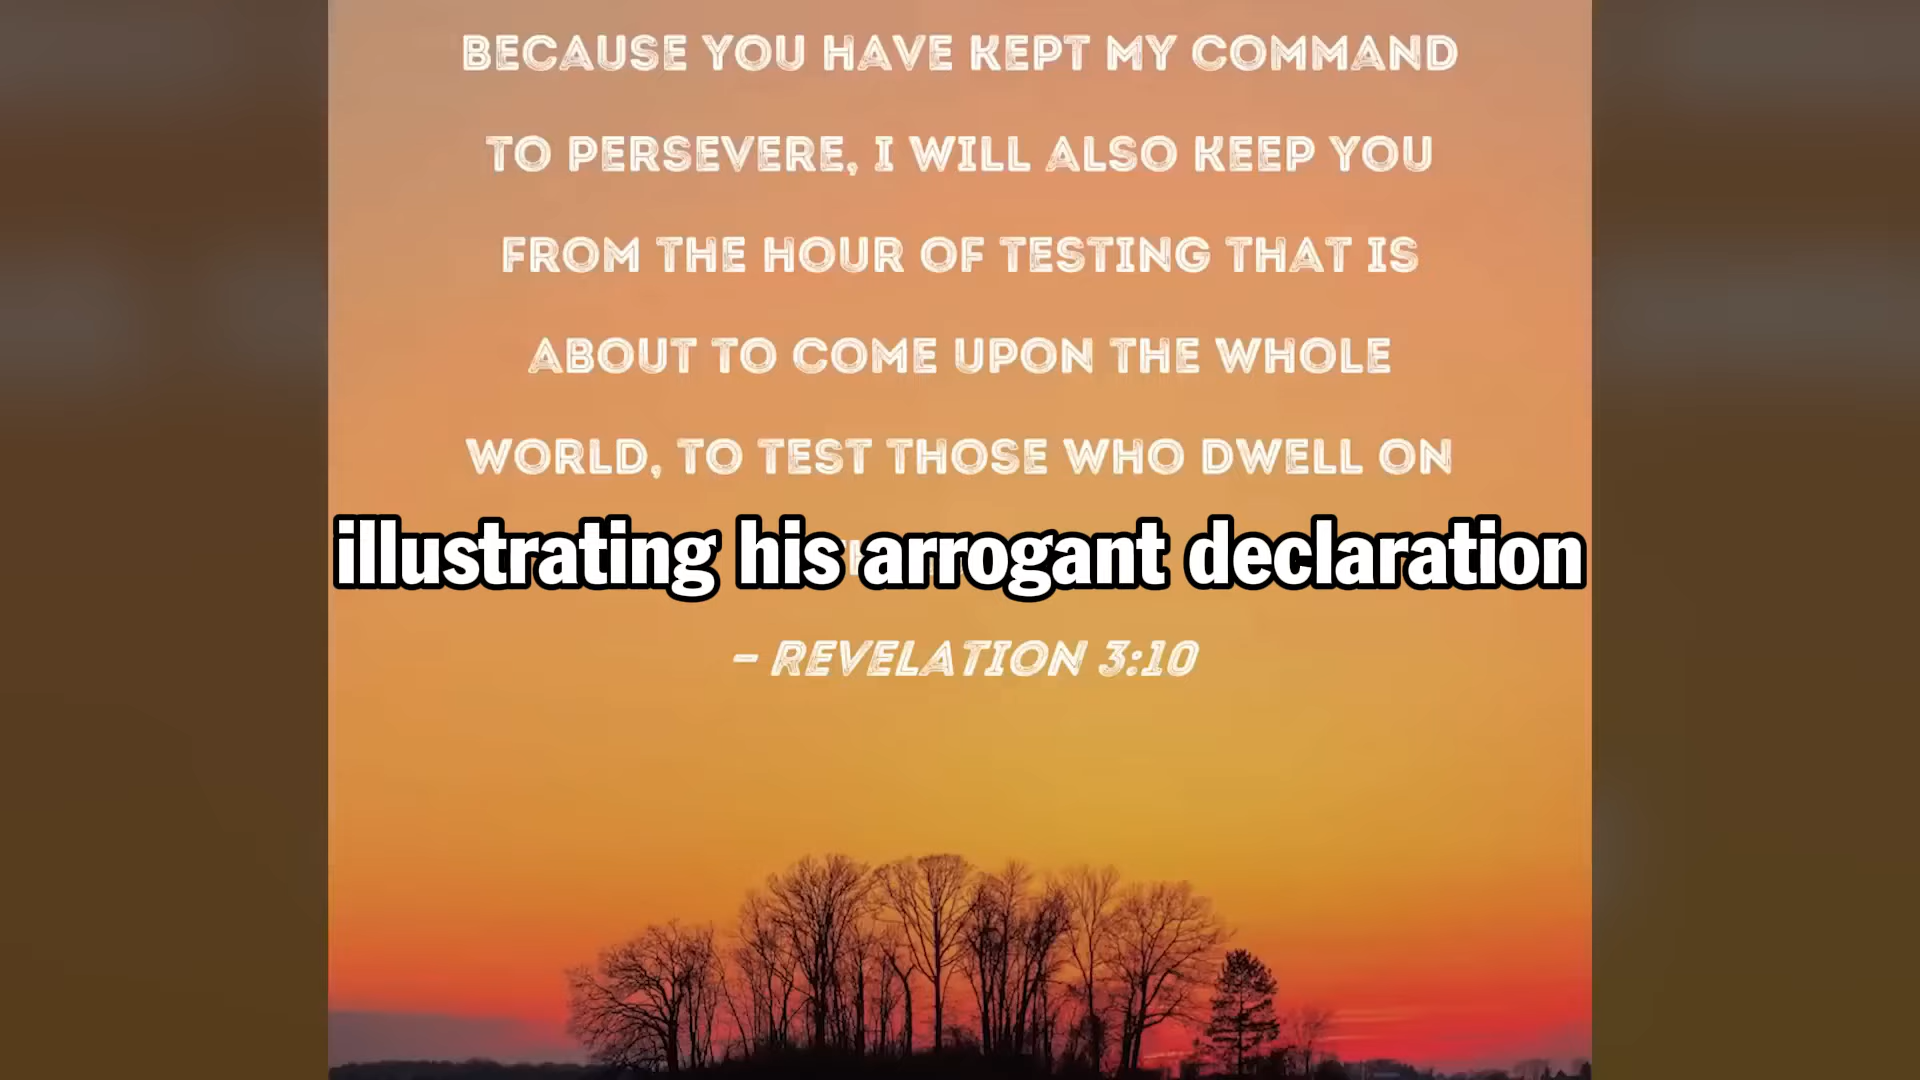 BECAUSE YOU HAVE KEPT MY COMMAND
TO PERSEVERE, I WILL ALSO KEEP YOU
FROM THE HOUR OF TESTING THAT IS
ABOUT TO COME UPON THE WHOLE
WORLD, TO TEST THOSE WHO DWELL ON
illustrating his arrogant declaration
– REVELATION 3:10